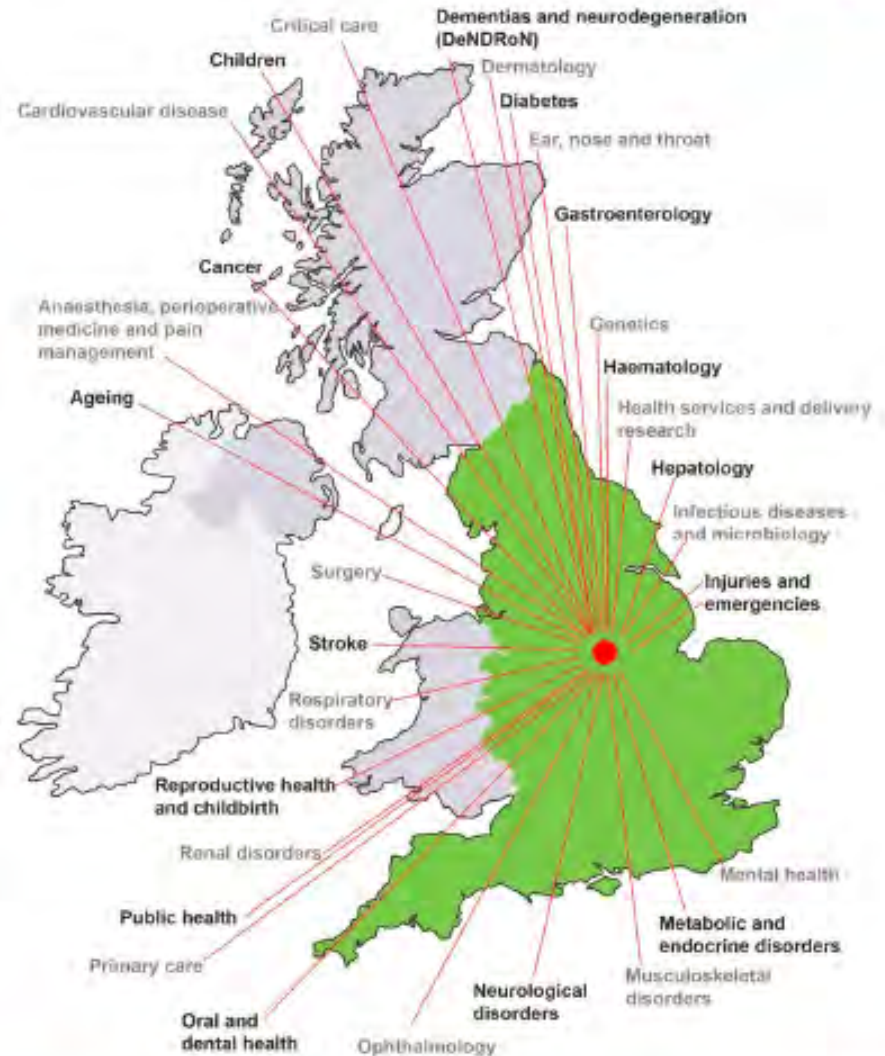 Critical care
Dementias and neurodegeneration
(DeNDRoN)
Children
Dermatology
Cardiovascular disease
Diabetes
Ear, nose and throat
Gastroenterology
Cancer
Anaesthesia, perioperative
medicine and pain
management
Genetics
Haematology
Ageing
Health services and delivery
research
Hepatology
Infectious diseases
and microbiology
Surgery
Injuries and
emergencies
Stroke
Respiratory
disorders
Reproductive health
and childbirth
Renal disorders
Mental health
Public health
Metabolic and
endocrine disorders
Primary care
Musculoskeletal
disorders
Neurological
disorders
Oral and
dental health
Ophthalmology